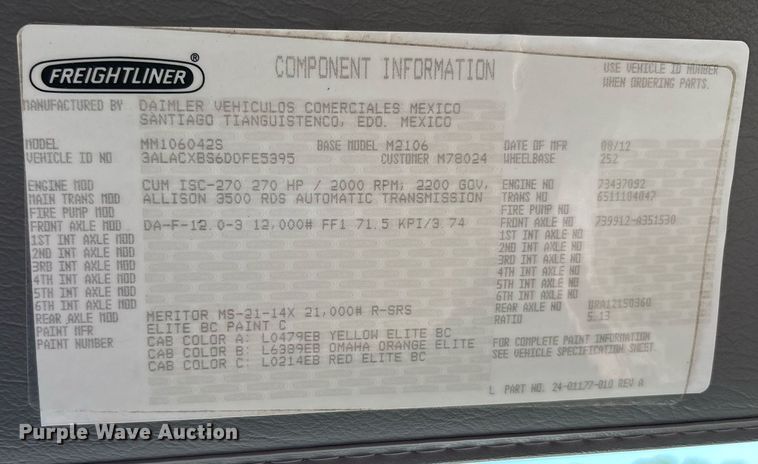 FREIGHTLINER®
COMPONENT INFORMATION
USE VEHICLE ID NUMBER
WHEN ORDERING PARTS.
MANUFACTURED BY DAIMLER VEHICULOS COMERCIALES MEXICO
SANTIAGO TIANGUISTENCO, EDO. MEXICO
MODEL MM106042S BASE MODEL M2106 DATE OF MFR 08/12
VEHICLE ID NO 3ALACXBS6DDFE5395 CUSTOMER M78024 WHEELBASE 252
ENGINE MOD CUM ISC-270 270 HP / 2000 RPM; 2200 GOV, ENGINE NO 73437092
MAIN TRANS MOD ALLISON 3500 RDS AUTOMATIC TRANSMISSION TRANS NO 6511104047
FIRE PUMP MOD FIRE PUMP NO
FRONT AXLE MOD DA-F-12.0-3 12,000# FF1 71.5 KPI/3.74 FRONT AXLE NO 739912-A351530
1ST INT AXLE MOD 1ST INT AXLE NO
2ND INT AXLE MOD 2ND INT AXLE NO
3RD INT AXLE MOD 3RD INT AXLE NO
4TH INT AXLE MOD 4TH INT AXLE NO
5TH INT AXLE MOD 5TH INT AXLE NO
6TH INT AXLE MOD 6TH INT AXLE NO
REAR AXLE MOD MERITOR MS-21-14X 21,000# R-SRS REAR AXLE NO BRA12150360
PAINT MFR ELITE BC PAINT C RATIO 5.13
PAINT NUMBER CAB COLOR A: L0479EB YELLOW ELITE BC
CAB COLOR B: L6389EB OMAHA ORANGE ELITE
CAB COLOR C: L0214EB RED ELITE BC
FOR COMPLETE PAINT INFORMATION
SEE VEHICLE SPECIFICATION SHEET
L PART NO. 24-01177-010 REV A
Purple Wave Auction